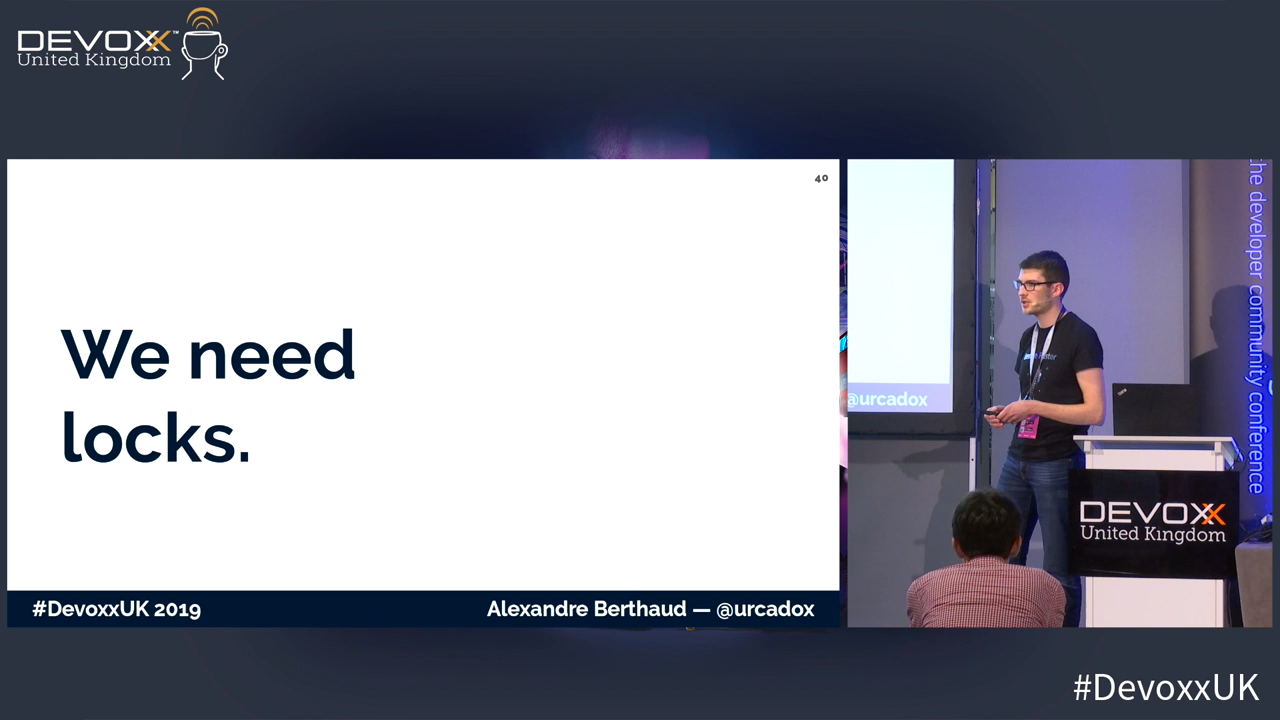 DEVOXX™
United Kingdom
40
We need
locks.
#DevoxxUK 2019
Alexandre Berthaud — @urcadox
@urcadox
the developer community conference
DEVOXX
United Kingdom
#DevoxxUK